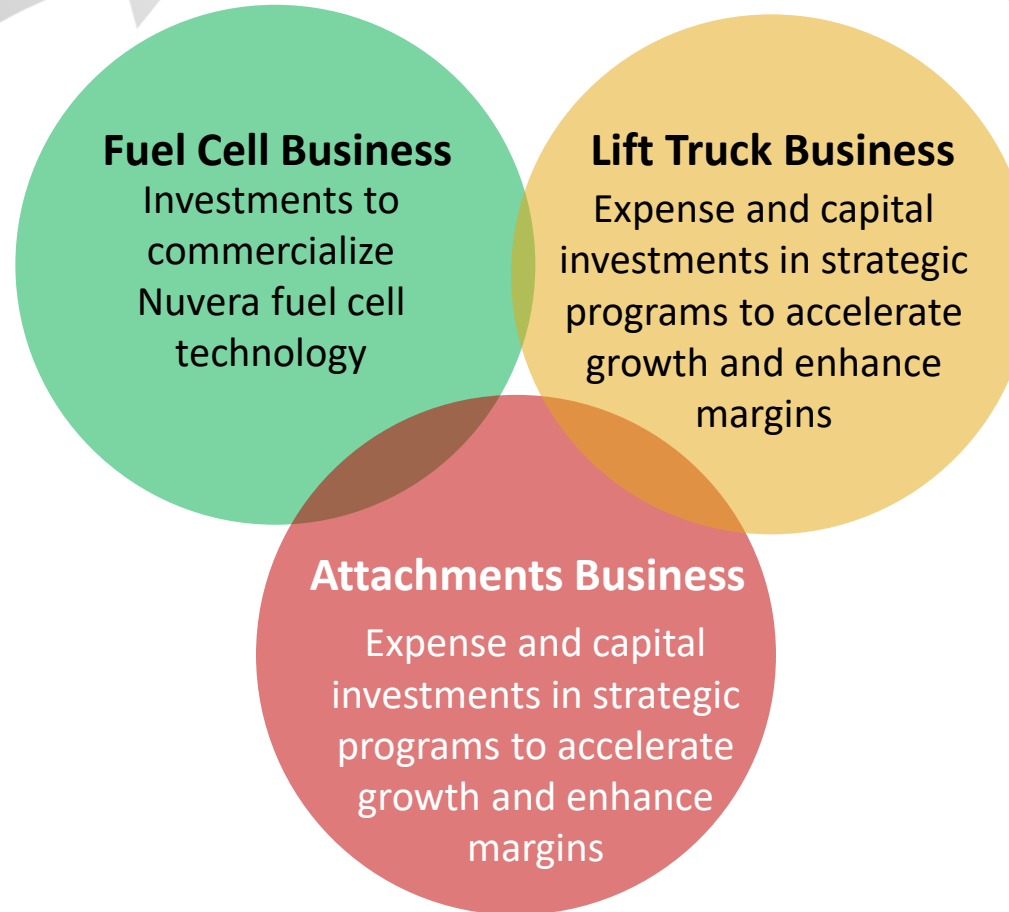 Fuel Cell Business
Investments to
commercialize
Nuvera fuel cell
technology
Lift Truck Business
Expense and capital
investments in strategic
programs to accelerate
growth and enhance
margins
Attachments Business
Expense and capital
investments in strategic
programs to accelerate
growth and enhance
margins